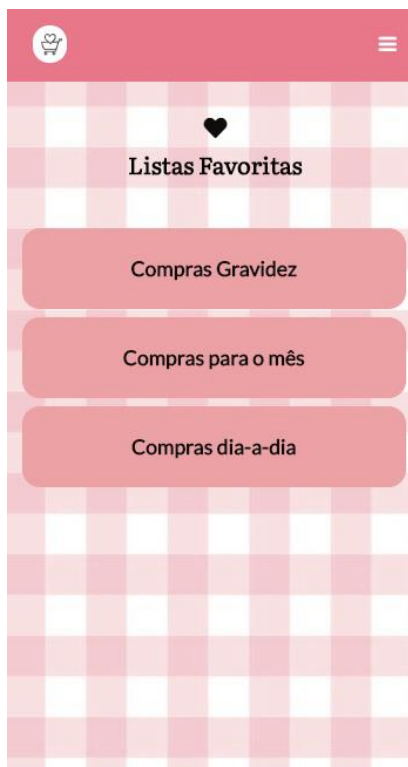 Listas Favoritas
Compras Gravidez
Compras para o mês
Compras dia-a-dia